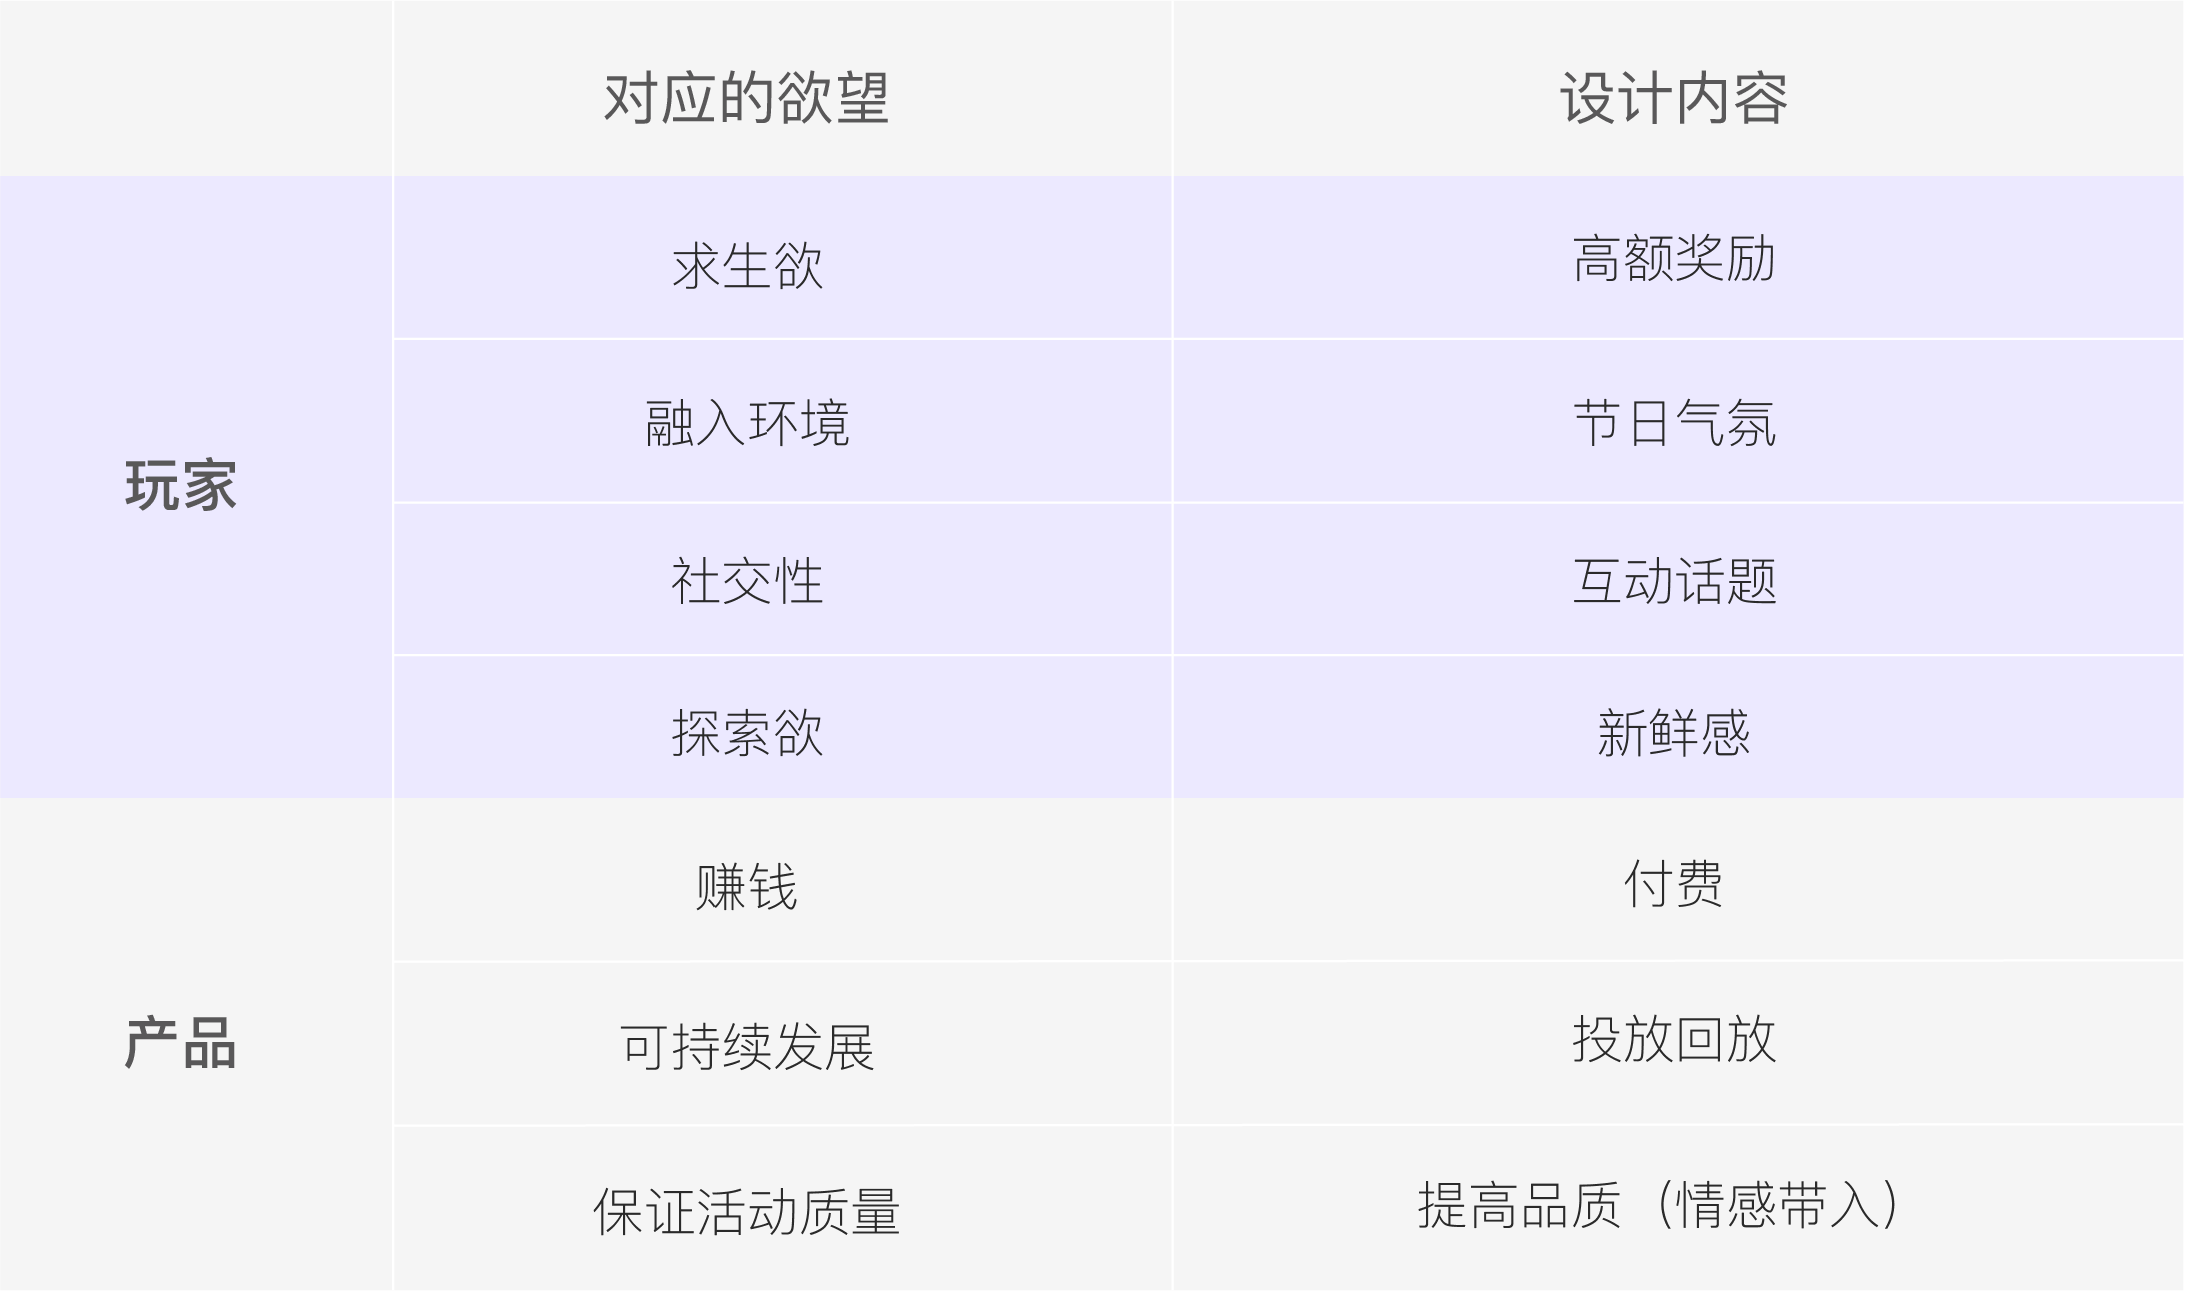 对应的欲望 设计内容
求生欲 高额奖励
融入环境 节日气氛
玩家
社交性 互动话题
探索欲 新鲜感
赚钱 付费
产品
可持续发展 投放回放
保证活动质量 提高品质（情感带入）